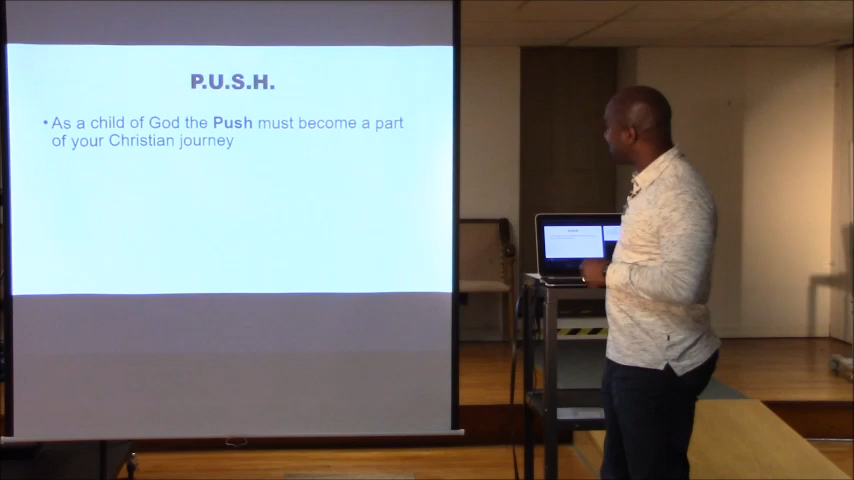 P.U.S.H.
• As a child of God the Push must become a part
of your Christian journey